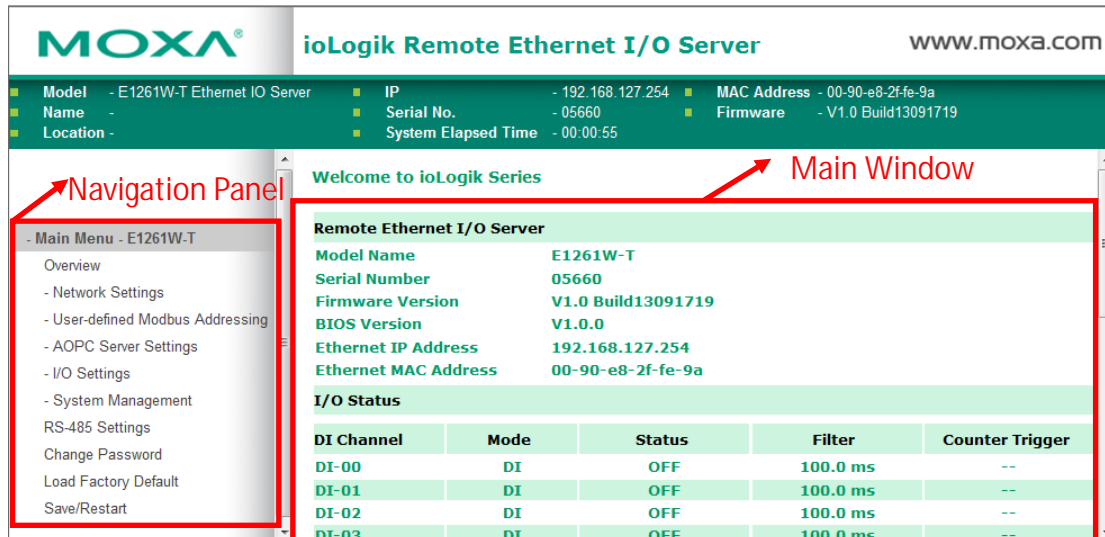 MOXA®
ioLogik Remote Ethernet I/O Server
www.moxa.com
Model - E1261W-T Ethernet IO Server
Name -
Location -
IP - 192.168.127.254
Serial No. - 05660
System Elapsed Time - 00:00:55
MAC Address - 00-90-e8-2f-fe-9a
Firmware - V1.0 Build13091719
Navigation Panel
- Main Menu - E1261W-T
Overview
- Network Settings
- User-defined Modbus Addressing
- AOPC Server Settings
- I/O Settings
- System Management
RS-485 Settings
Change Password
Load Factory Default
Save/Restart
Welcome to ioLogik Series
Main Window
Remote Ethernet I/O Server
Model Name E1261W-T
Serial Number 05660
Firmware Version V1.0 Build13091719
BIOS Version V1.0.0
Ethernet IP Address 192.168.127.254
Ethernet MAC Address 00-90-e8-2f-fe-9a
I/O Status
DI Channel Mode Status Filter Counter Trigger
DI-00 DI OFF 100.0 ms --
DI-01 DI OFF 100.0 ms --
DI-02 DI OFF 100.0 ms --
DI-03 DI OFF 100.0 ms --